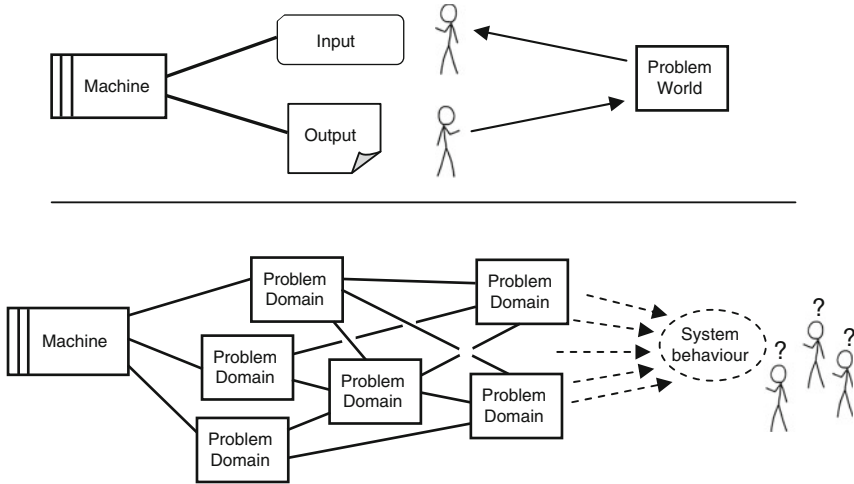 Input
Machine
Problem
World
Output
Problem
Domain
Problem
Domain
Machine
System
behaviour
?
?
?
Problem
Domain
Problem
Domain
Problem
Domain
Problem
Domain